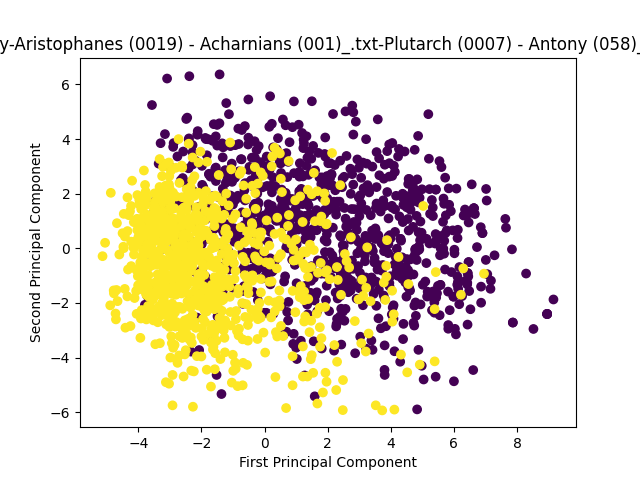 y-Aristophanes (0019) - Acharnians (001)_.txt-Plutarch (0007) - Antony (058)_
6
4
2
0
−2
−4
−6
Second Principal Component
−4 −2 0 2 4 6 8
First Principal Component